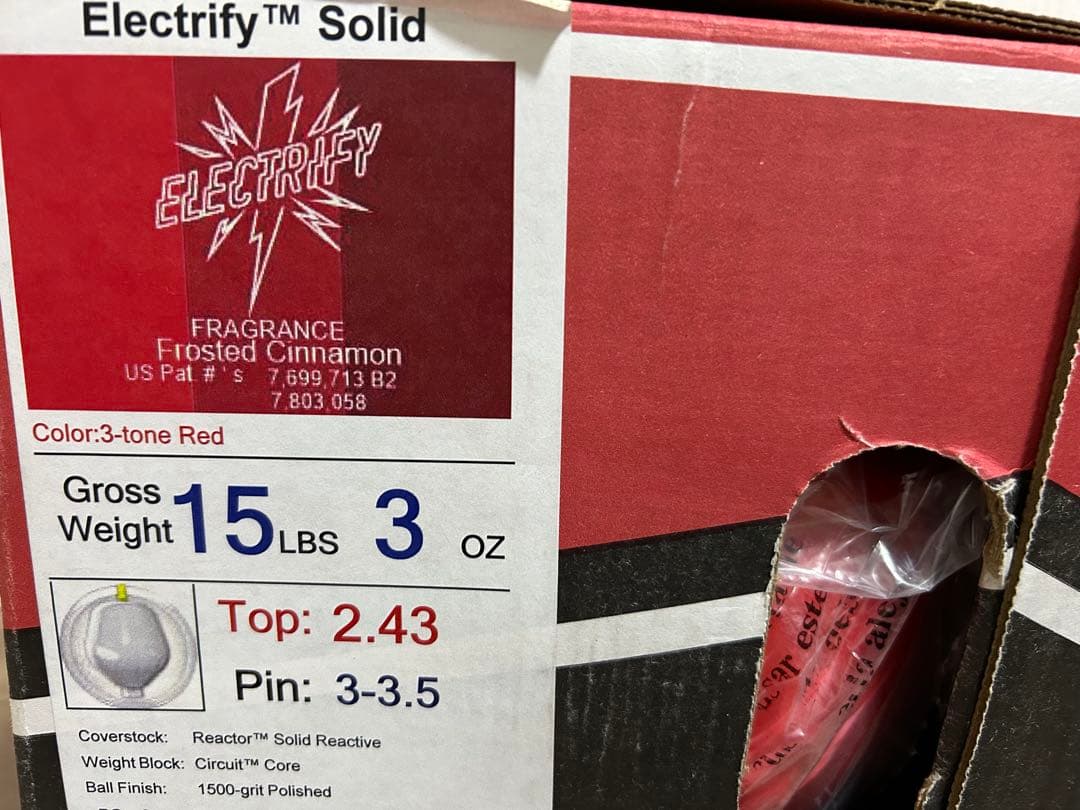 Electrify™ Solid
ELECTRIFY
FRAGRANCE
Frosted Cinnamon
US Pat # ' s 7,699,713 B2
7,803,058
Color:3-tone Red
Gross
Weight 15 LBS 3 OZ
Top: 2.43
Pin: 3-3.5
Coverstock: Reactor™ Solid Reactive
Weight Block: Circuit™ Core
Ball Finish: 1500-grit Polished